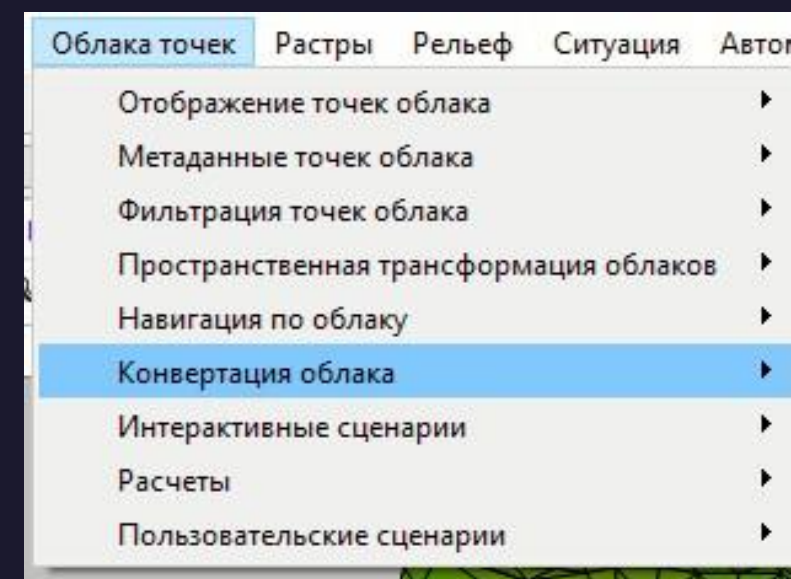 Облака точек Растры Рельеф Ситуация
Отображение точек облака
Метаданные точек облака
Фильтрация точек облака
Пространственная трансформация облаков
Навигация по облаку
Конвертация облака
Интерактивные сценарии
Расчеты
Пользовательские сценарии